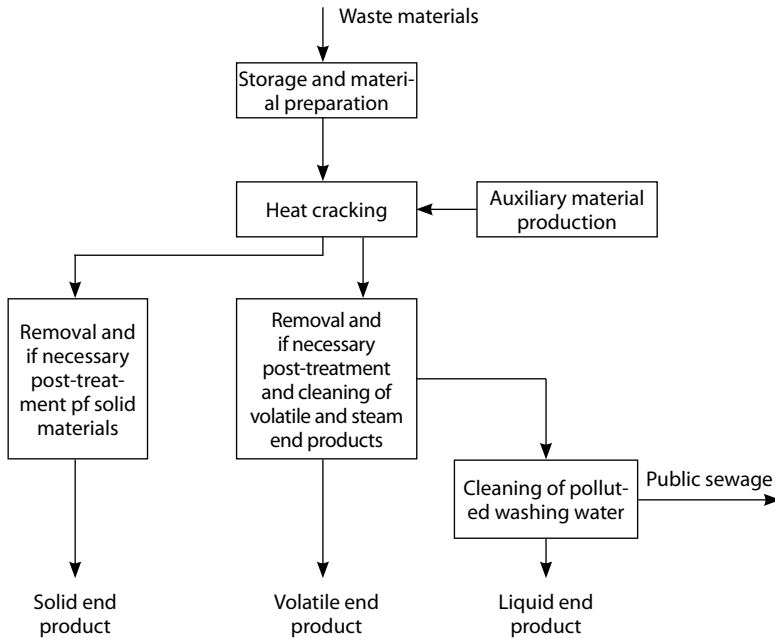 Waste materials
Storage and materi-
al preparation
Heat cracking
Auxiliary material
production
Removal and
if necessary
post-treat-
ment pf solid
materials
Removal and
if necessary
post-treatment
and cleaning of
volatile and steam
end products
Cleaning of pollut-
ed washing water
Public sewage
Solid end
product
Volatile end
product
Liquid end
product